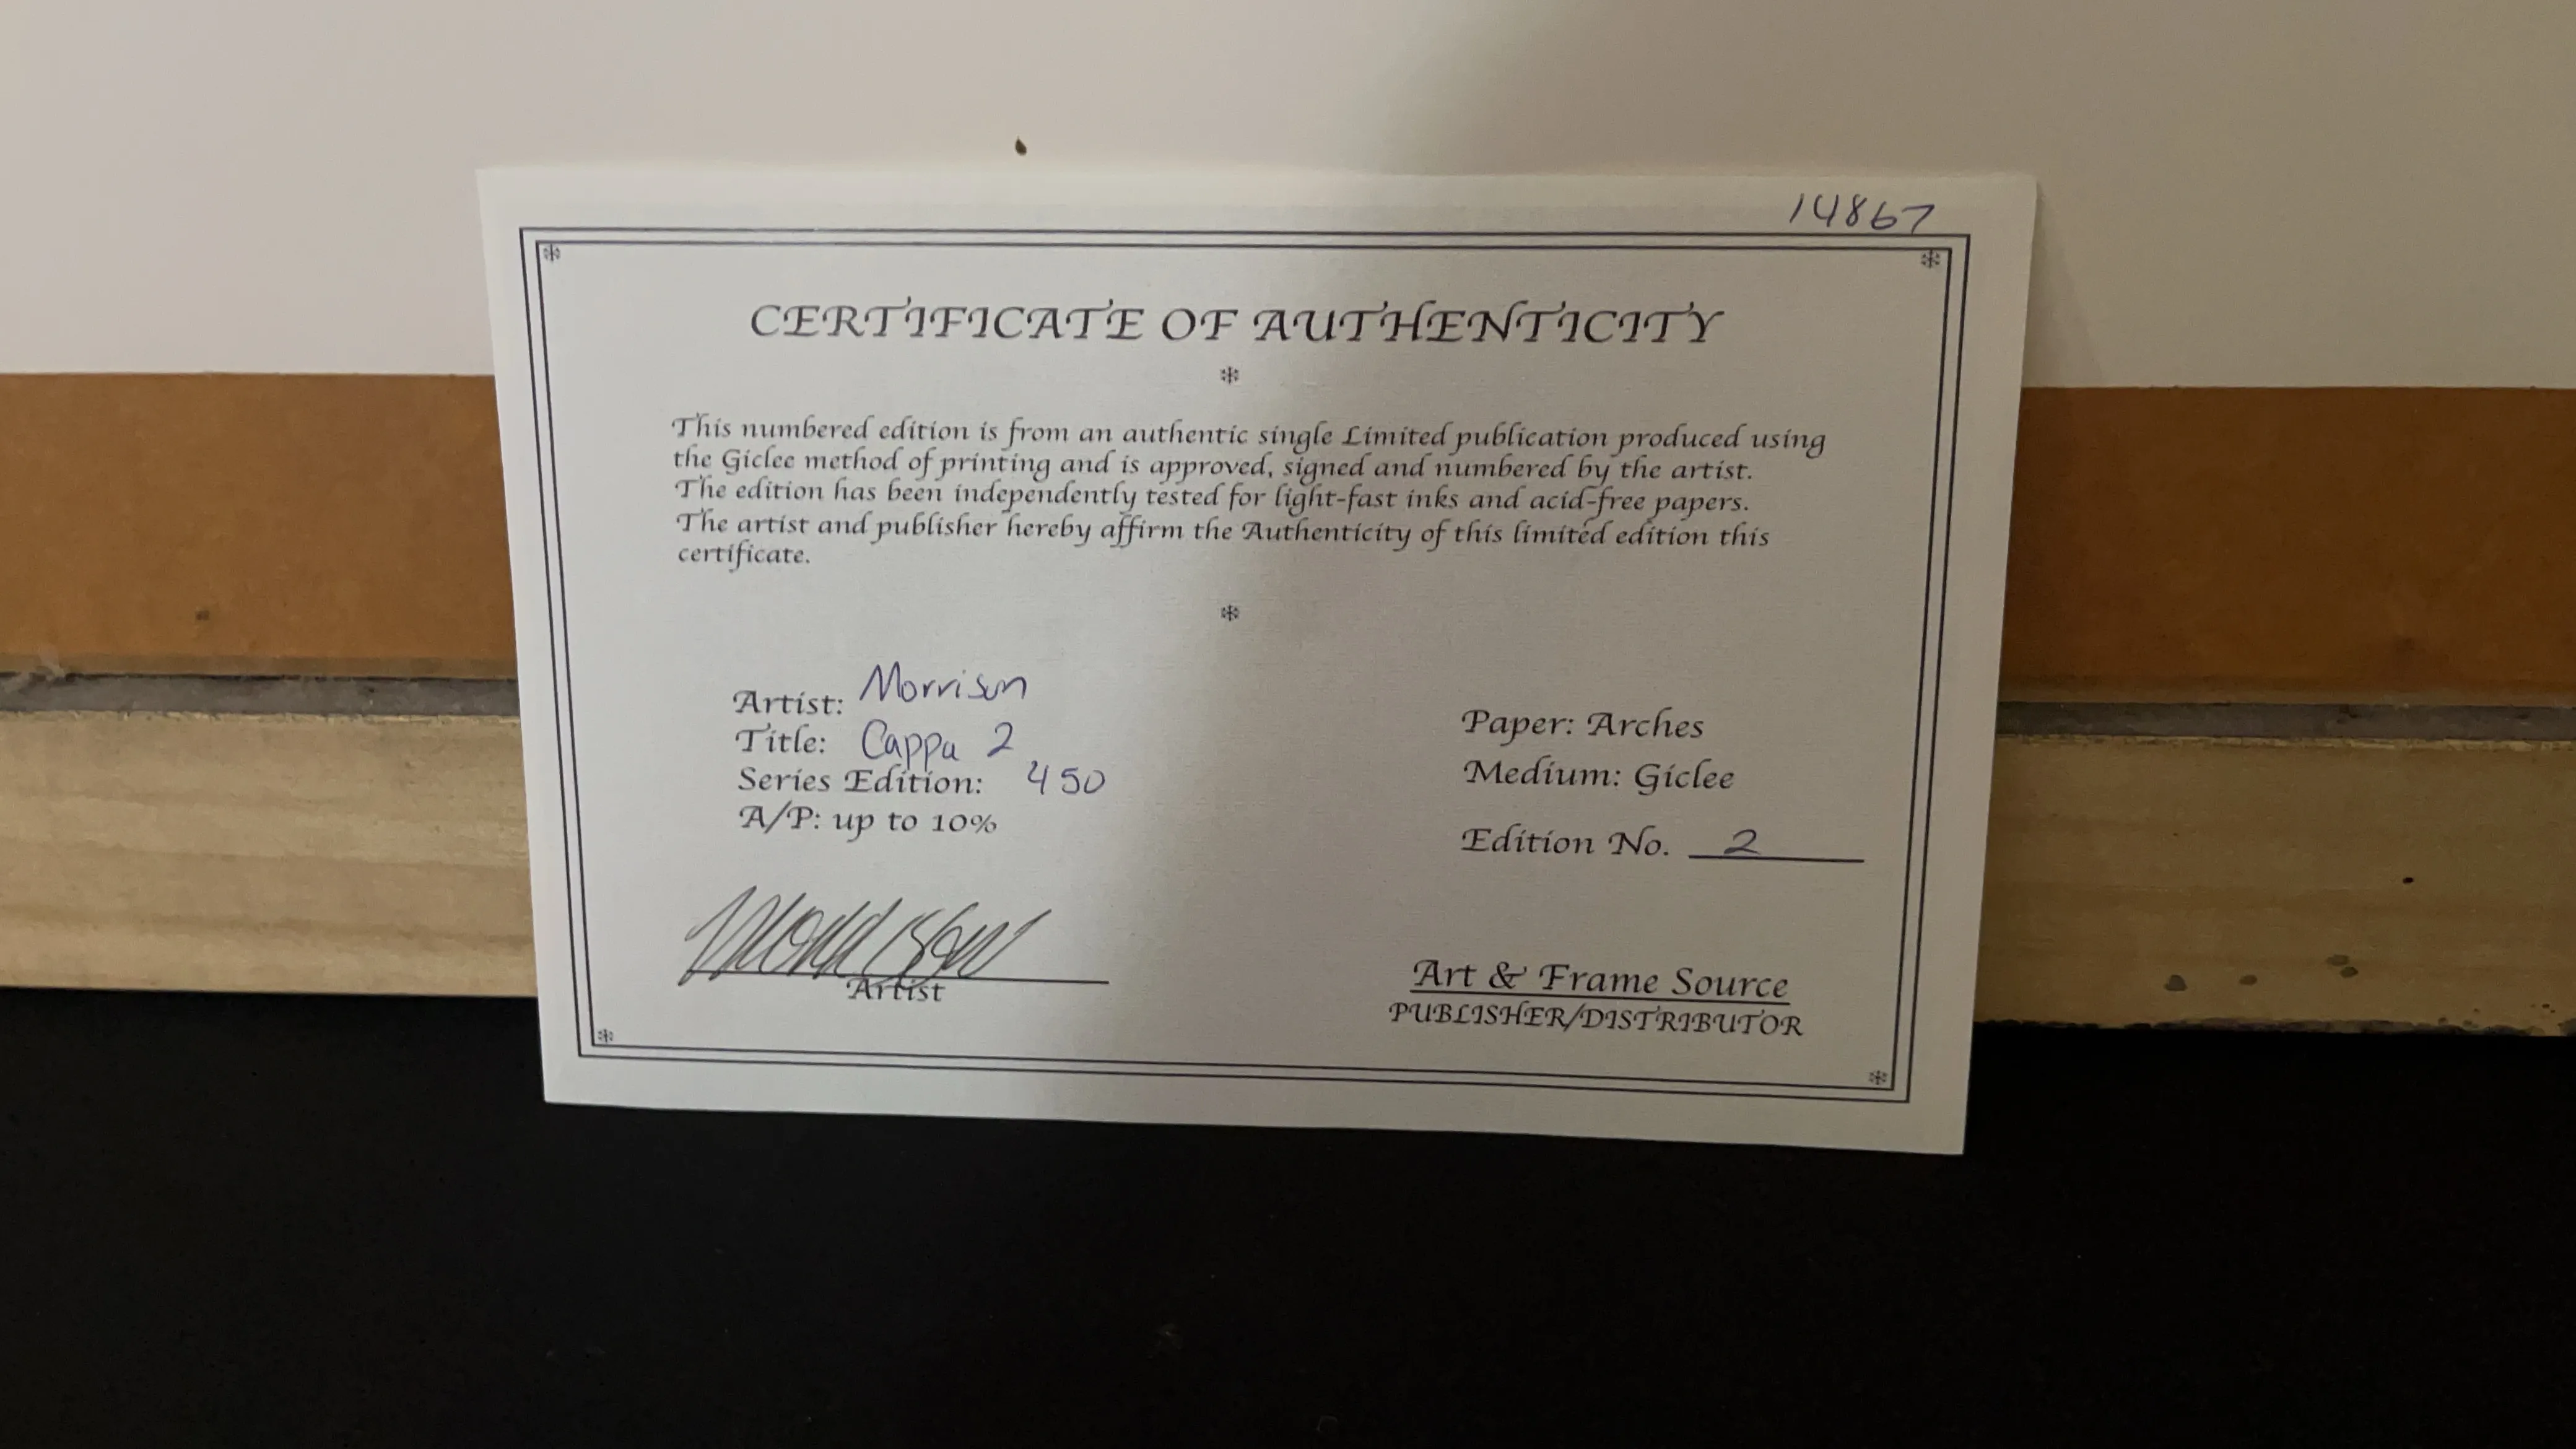 14867
CERTIFICATE OF AUTHENTICITY
This numbered edition is from an authentic single Limited publication produced using
the Giclee method of printing and is approved, signed and numbered by the artist.
The edition has been independently tested for light-fast inks and acid-free papers.
The artist and publisher hereby affirm the Authenticity of this limited edition this
certificate.
Artist: Morrison
Title: Cappa 2
Series Edition: 450
A/P: up to 10%
Paper: Arches
Medium: Giclee
Edition No. 2
Artist
Art & Frame Source
PUBLISHER/DISTRIBUTOR